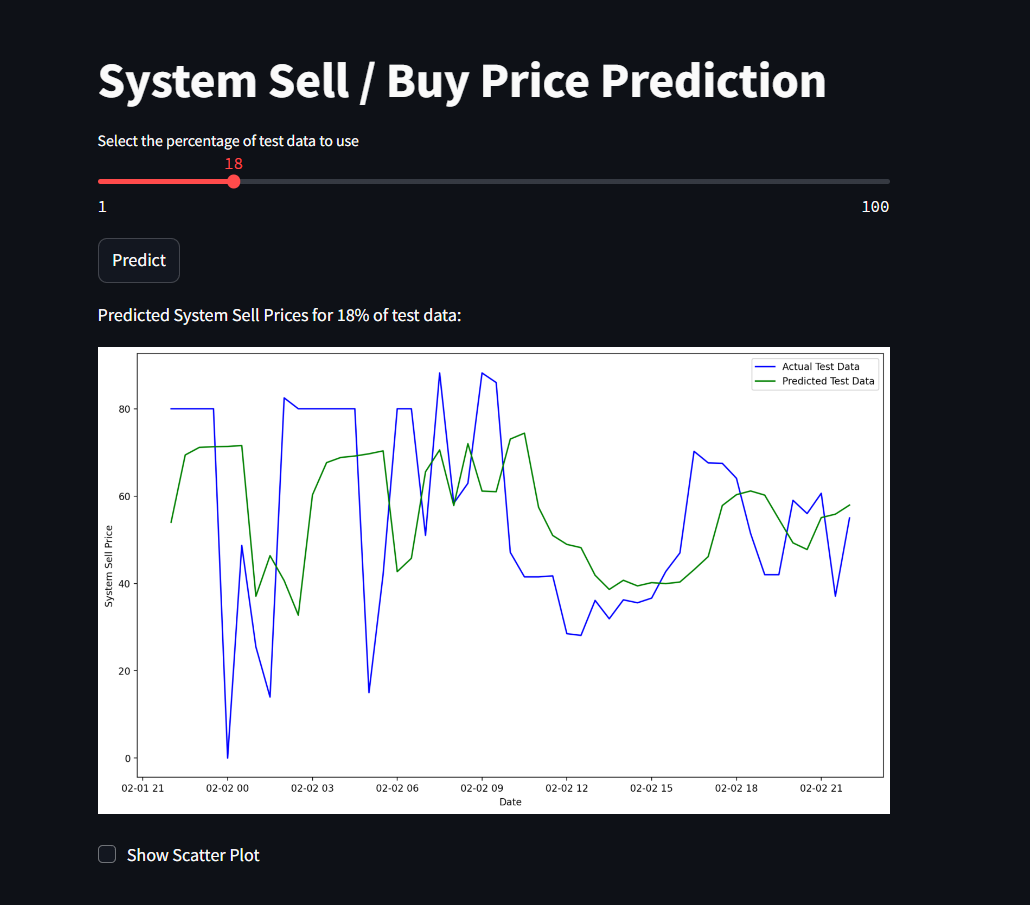 System Sell / Buy Price Prediction
Select the percentage of test data to use
18
1 100
Predict
Predicted System Sell Prices for 18% of test data:
Actual Test Data
Predicted Test Data
80
60
40
20
0
System Sell Price
02-01 21 02-02 00 02-02 03 02-02 06 02-02 09 02-02 12 02-02 15 02-02 18 02-02 21
Date
Show Scatter Plot